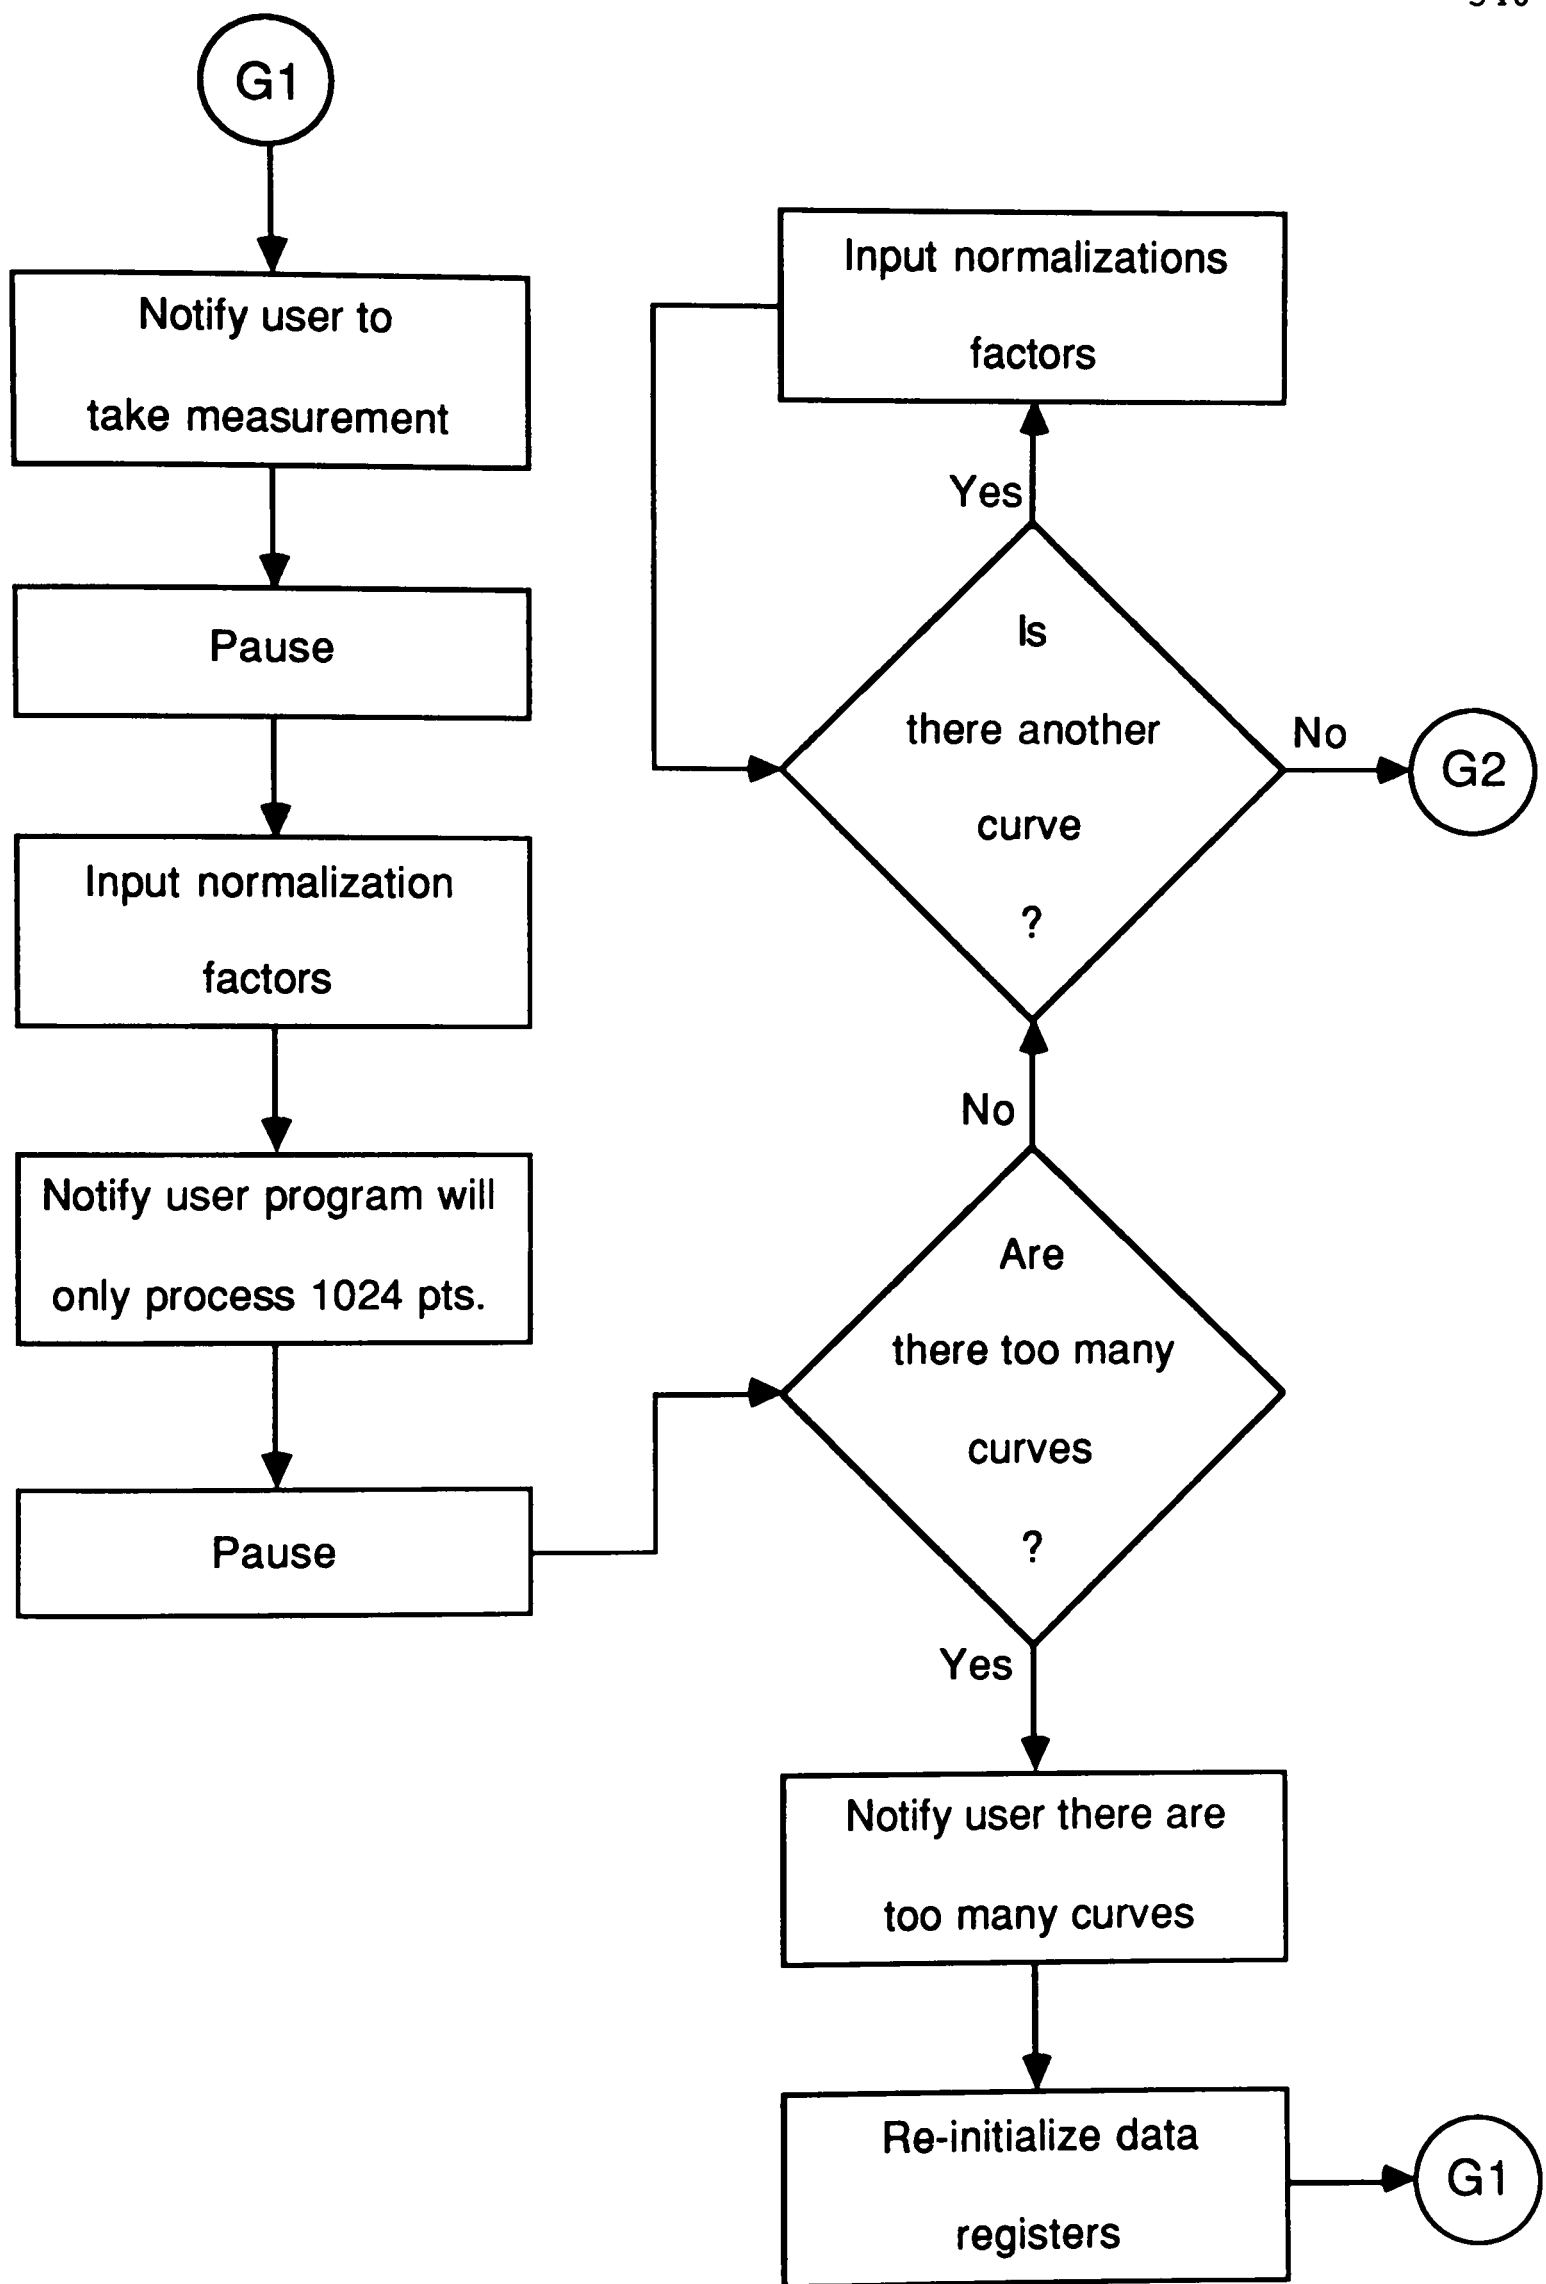 G1
Notify user to
take measurement
Pause
Input normalization
factors
Notify user program will
only process 1024 pts.
Pause
Input normalizations
factors
Yes
Is
there another
curve
?
No
G2
No
Are
there too many
curves
?
Yes
Notify user there are
too many curves
Re-initialize data
registers
G1